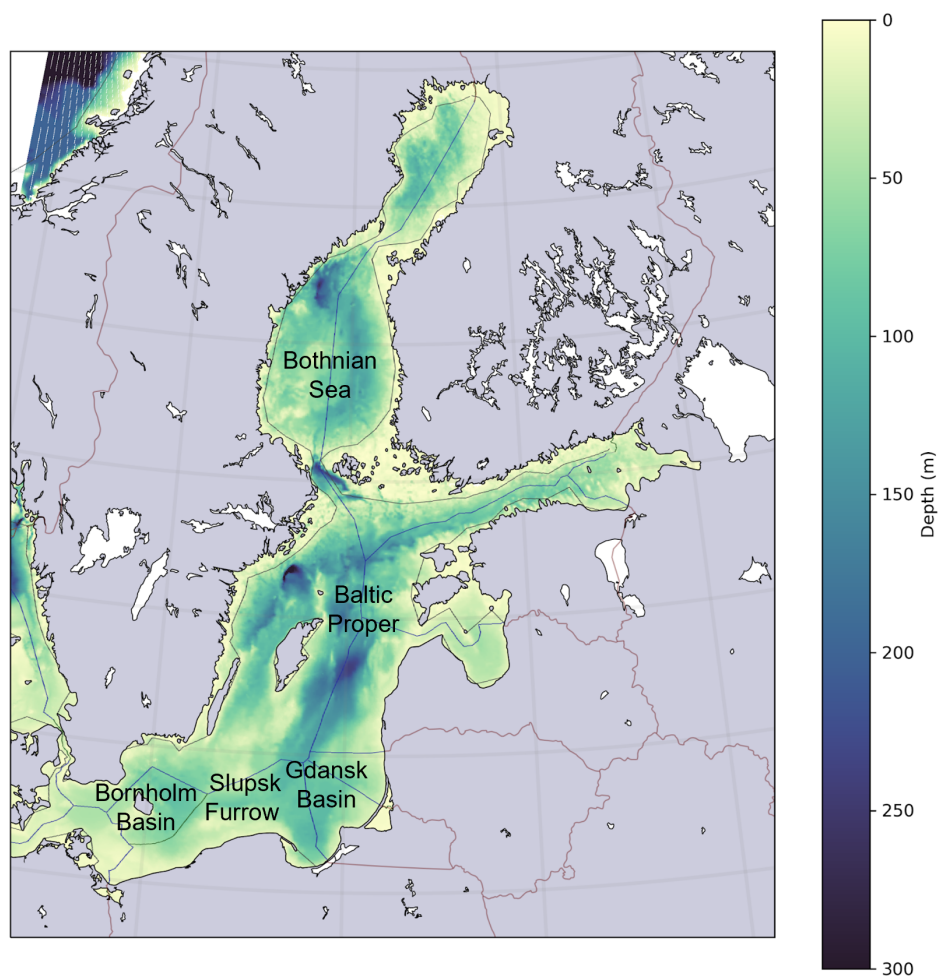 Bothnian
Sea
Baltic
Proper
Bornholm
Basin
Slupsk
Furrow
Gdansk
Basin
0
50
100
150
200
250
300
Depth (m)